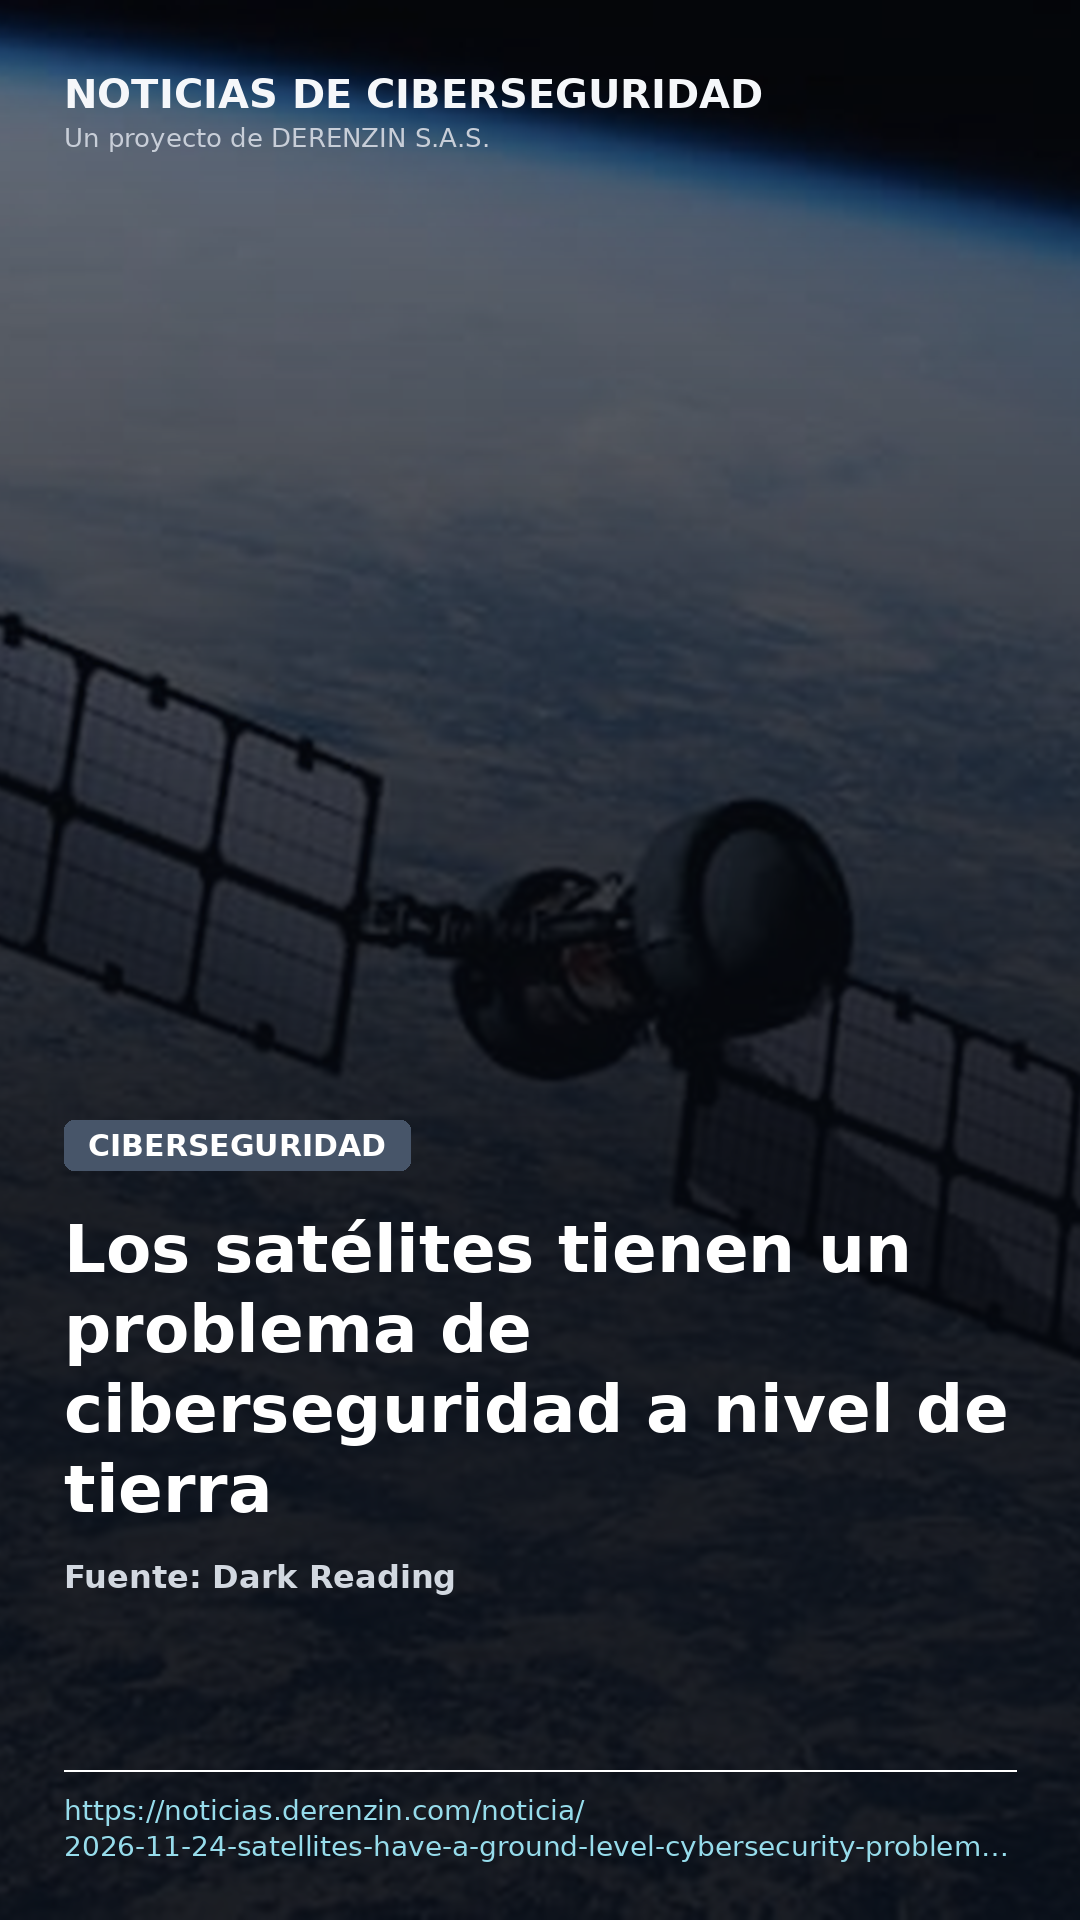 NOTICIAS DE CIBERSEGURIDAD
Un proyecto de DERENZIN S.A.S.
CIBERSEGURIDAD
Los satélites tienen un
problema de
ciberseguridad a nivel de
tierra
Fuente: Dark Reading
https://noticias.derenzin.com/noticia/
2026-11-24-satellites-have-a-ground-level-cybersecurity-problem...